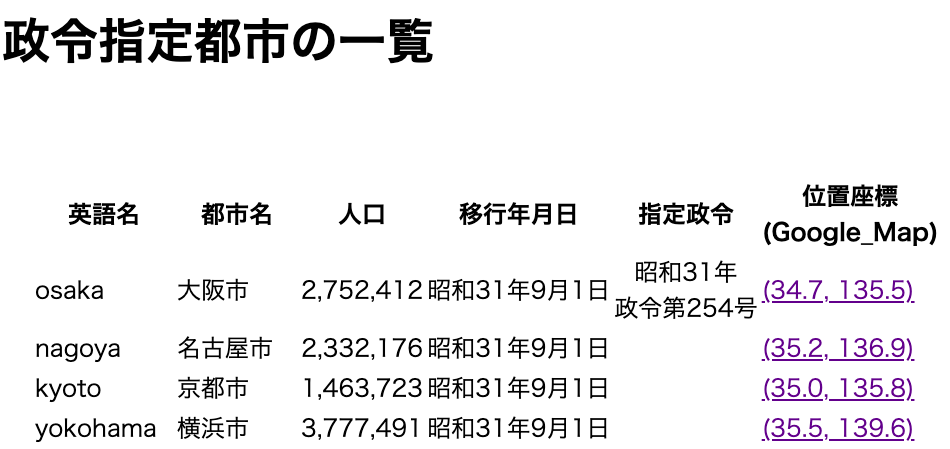 政令指定都市の一覧
英語名 都市名 人口 移行年月日 指定政令 位置座標
(Google_Map)
osaka 大阪市 2,752,412 昭和31年9月1日 昭和31年
政令第254号 (34.7, 135.5)
nagoya 名古屋市 2,332,176 昭和31年9月1日 (35.2, 136.9)
kyoto 京都市 1,463,723 昭和31年9月1日 (35.0, 135.8)
yokohama 横浜市 3,777,491 昭和31年9月1日 (35.5, 139.6)